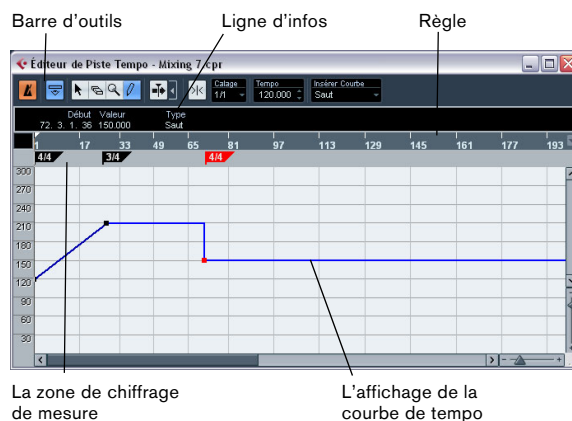 Barre d'outils
Ligne d'infos
Règle
Éditeur de Piste Tempo - Mixing 7.cpr
Calage
1/1
Tempo
120.000
Insérer Courbe
Saut
Début Valeur Type
72. 3. 1. 36 150.000 Saut
1 17 33 49 65 81 97 113 129 145 161 177 193
4/4 3/4 4/4
300
270
240
210
180
150
120
90
60
30
La zone de chiffrage
de mesure
L'affichage de la
courbe de tempo